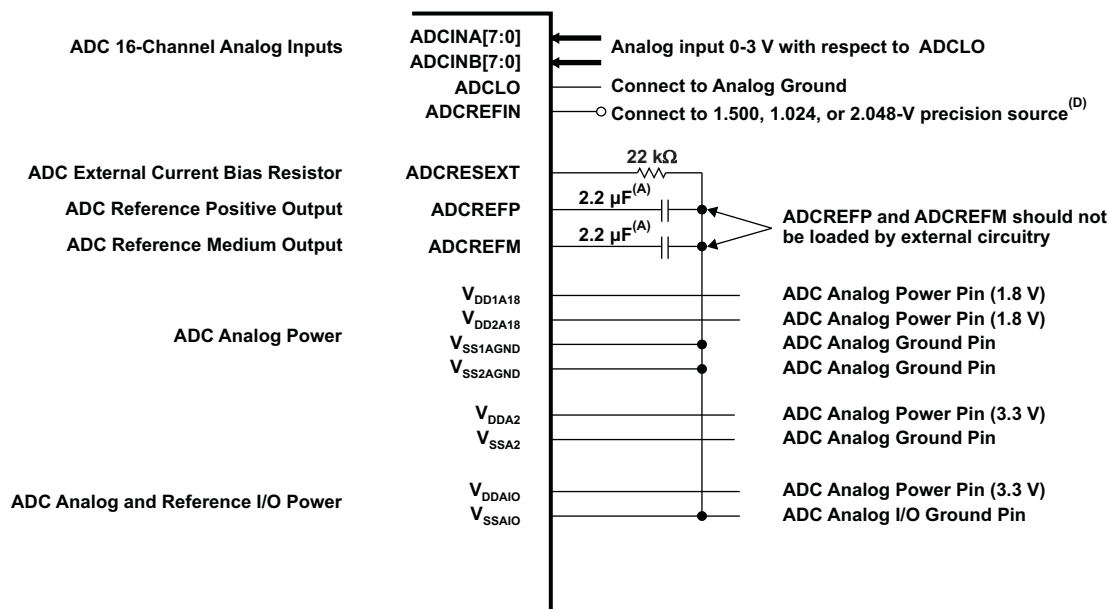 ADC 16-Channel Analog Inputs
ADCINA[7:0]
ADCINB[7:0]
Analog input 0-3 V with respect to ADCLO
ADCLO
Connect to Analog Ground
ADCREFIN
Connect to 1.500, 1.024, or 2.048-V precision source(D)
22 kΩ
ADC External Current Bias Resistor
ADCRESEXT
ADC Reference Positive Output
ADCREFP
2.2 µF(A)
ADC Reference Medium Output
ADCREFM
2.2 µF(A)
ADCREFP and ADCREFM should not
be loaded by external circuitry
VDD1A18
ADC Analog Power Pin (1.8 V)
VDD2A18
ADC Analog Power Pin (1.8 V)
ADC Analog Power
VSS1AGND
ADC Analog Ground Pin
VSS2AGND
ADC Analog Ground Pin
VDDA2
ADC Analog Power Pin (3.3 V)
VSSA2
ADC Analog Ground Pin
ADC Analog and Reference I/O Power
VDDAIO
ADC Analog Power Pin (3.3 V)
VSSAIO
ADC Analog I/O Ground Pin